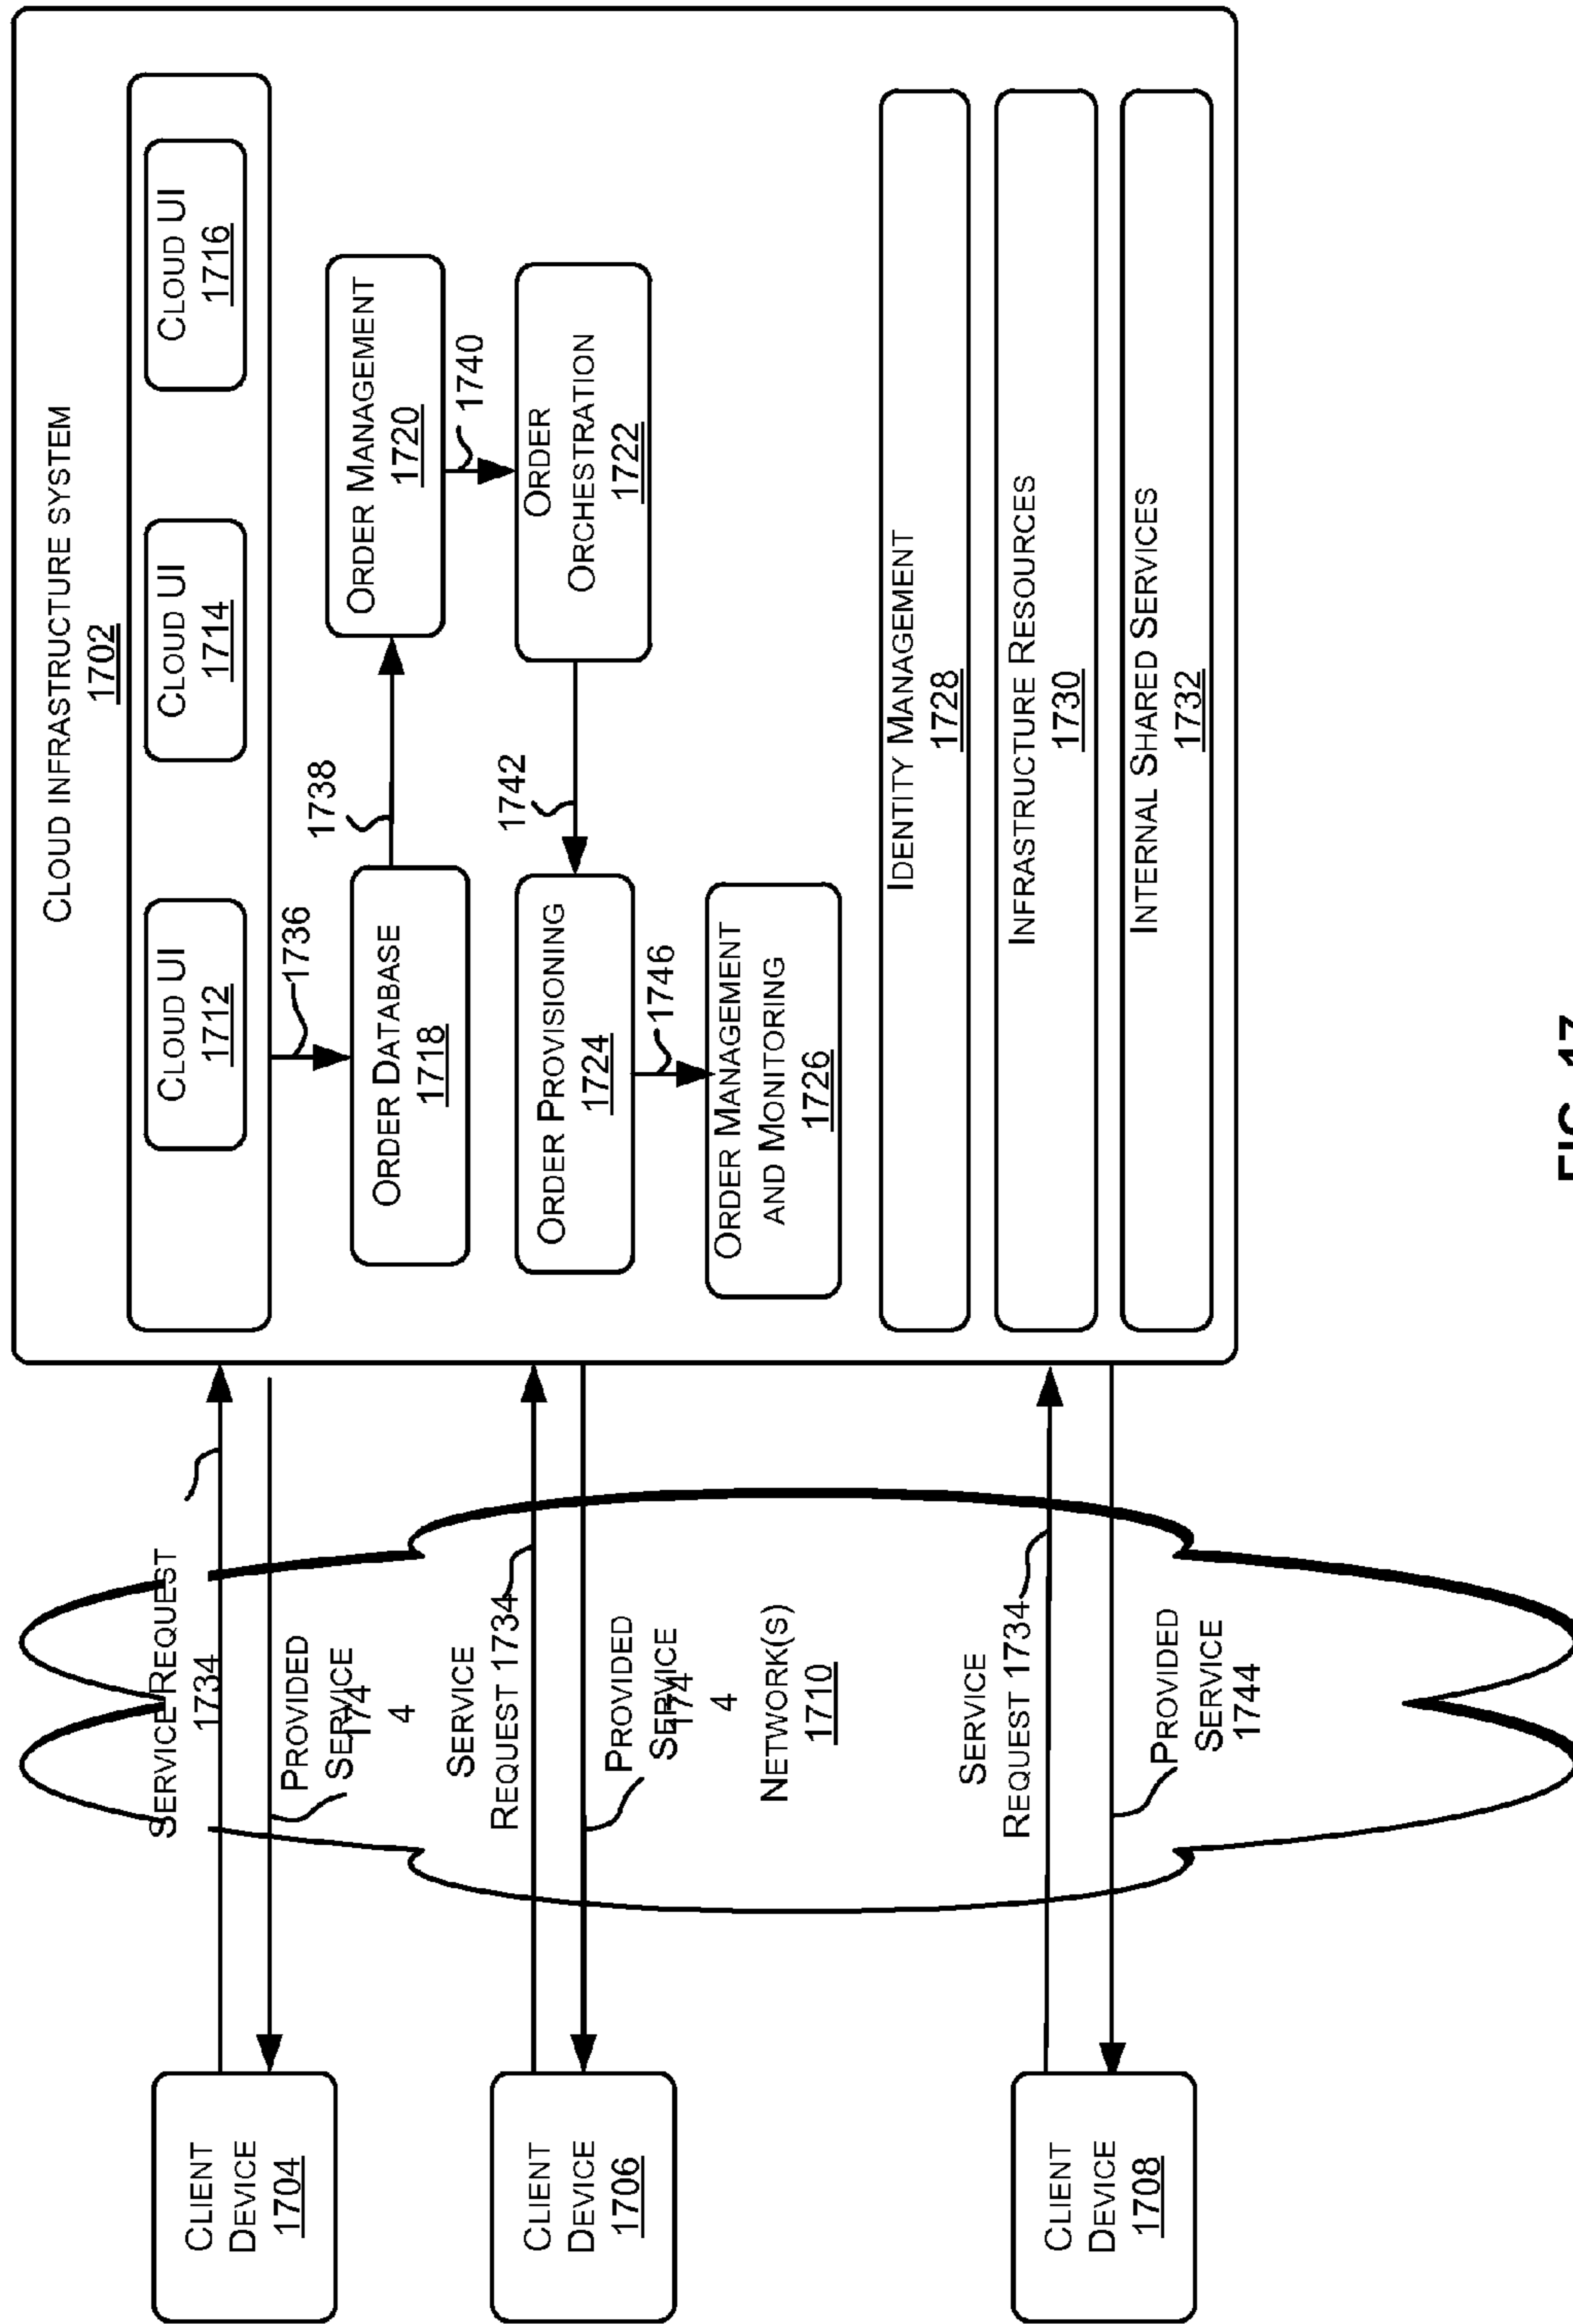 CLOUD INFRASTRUCTURE SYSTEM
1702
CLOUD UI
1712
CLOUD UI
1714
CLOUD UI
1716
1736
ORDER DATABASE
1718
1738
ORDER MANAGEMENT
1720
1740
ORDER
ORCHESTRATION
1722
1742
ORDER PROVISIONING
1724
1746
ORDER MANAGEMENT
AND MONITORING
1726
IDENTITY MANAGEMENT
1728
INFRASTRUCTURE RESOURCES
1730
INTERNAL SHARED SERVICES
1732
CLIENT
DEVICE
1704
SERVICE REQUEST
1734
PROVIDED
SERVICE
174
4
CLIENT
DEVICE
1706
SERVICE
REQUEST 1734
PROVIDED
SERVICE
174
4
NETWORK(S)
1710
CLIENT
DEVICE
1708
SERVICE
REQUEST 1734
PROVIDED
SERVICE
1744
FIG. 17